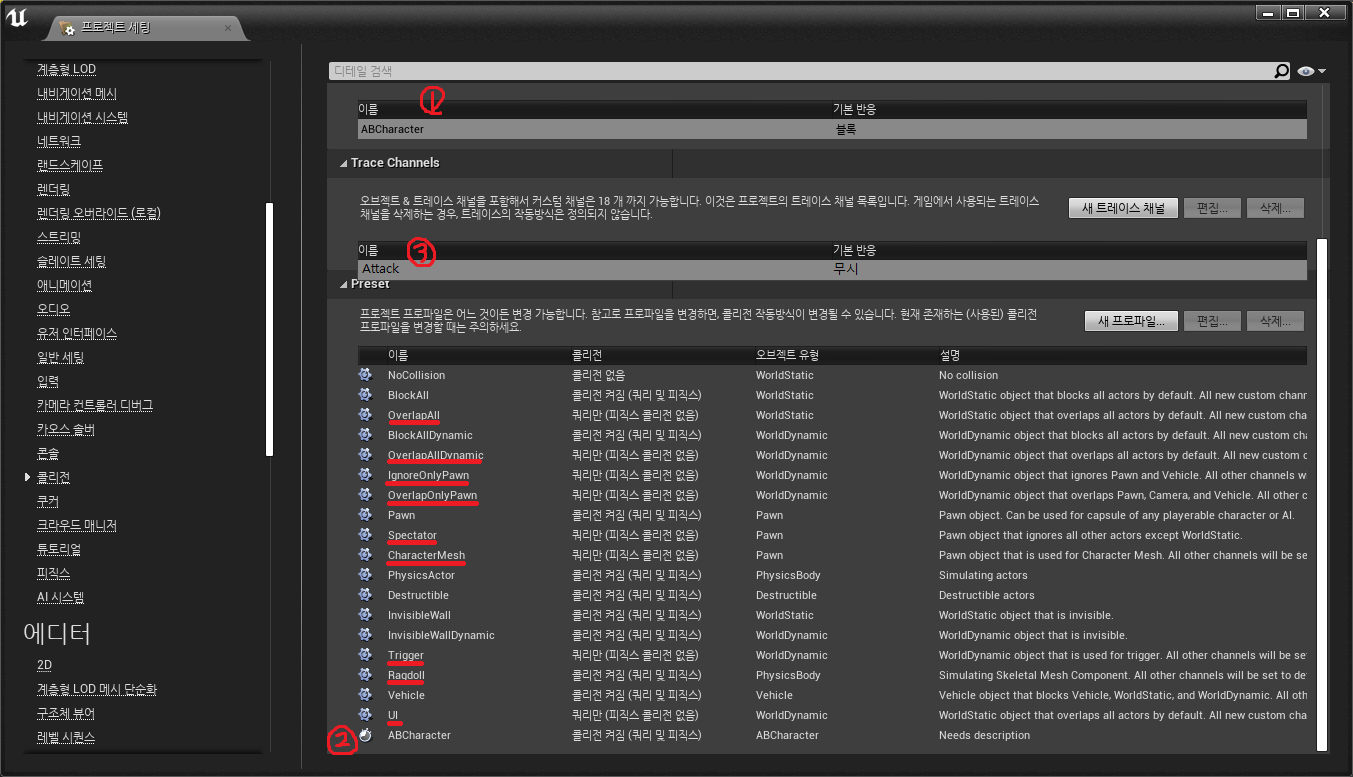 프로젝트 세팅
계층형 LOD
내비게이션 메시
내비게이션 시스템
네트워크
랜드스케이프
렌더링
렌더링 오버라이드 (로컬)
스트리밍
슬레이트 세팅
애니메이션
오디오
유저 인터페이스
일반 세팅
입력
카메라 컨트롤러 디버그
카오스 솔버
콘솔
콜리전
쿠커
크라우드 매니저
튜토리얼
피직스
AI 시스템
에디터
2D
계층형 LOD 메시 단순화
구조체 뷰어
레벨 시퀀스
디테일 검색
이름 ① 기본 반응
ABCharacter 블록
Trace Channels
오브젝트 & 트레이스 채널을 포함해서 커스텀 채널은 18 개 까지 가능합니다. 이것은 프로젝트의 트레이스 채널 목록입니다. 게임에서 사용되는 트레이스
채널을 삭제하는 경우, 트레이스의 작동방식은 정의되지 않습니다.
새 트레이스 채널 편집... 삭제...
이름 ③ 기본 반응
Attack 무시
Preset
프로젝트 프로파일은 어느 것이든 변경 가능합니다. 참고로 프로파일을 변경하면, 콜리전 작동방식이 변경될 수 있습니다. 현재 존재하는 (사용된) 콜리전
프로파일을 변경할 때는 주의하세요.
새 프로파일... 편집... 삭제...
이름 콜리전 오브젝트 유형 설명
NoCollision 콜리전 없음 WorldStatic No collision
BlockAll 콜리전 켜짐 (쿼리 및 피직스) WorldStatic WorldStatic object that blocks all actors by default. All new custom chan
OverlapAll 쿼리만 (피직스 콜리전 없음) WorldStatic WorldStatic object that overlaps all actors by default. All new custom cha
BlockAllDynamic 콜리전 켜짐 (쿼리 및 피직스) WorldDynamic WorldDynamic object that blocks all actors by default. All new custom cha
OverlapAllDynamic 쿼리만 (피직스 콜리전 없음) WorldDynamic WorldDynamic object that overlaps all actors by default. All new custom c
IgnoreOnlyPawn 쿼리만 (피직스 콜리전 없음) WorldDynamic WorldDynamic object that ignores Pawn and Vehicle. All other channels w
OverlapOnlyPawn 쿼리만 (피직스 콜리전 없음) WorldDynamic WorldDynamic object that overlaps Pawn, Camera, and Vehicle. All other c
Pawn 콜리전 켜짐 (쿼리 및 피직스) Pawn Pawn object. Can be used for capsule of any playerable character or AI.
Spectator 쿼리만 (피직스 콜리전 없음) Pawn Pawn object that ignores all other actors except WorldStatic.
CharacterMesh 쿼리만 (피직스 콜리전 없음) Pawn Pawn object that is used for Character Mesh. All other channels will be se
PhysicsActor 콜리전 켜짐 (쿼리 및 피직스) PhysicsBody Simulating actors
Destructible 콜리전 켜짐 (쿼리 및 피직스) Destructible Destructible actors
InvisibleWall 콜리전 켜짐 (쿼리 및 피직스) WorldStatic WorldStatic object that is invisible.
InvisibleWallDynamic 콜리전 켜짐 (쿼리 및 피직스) WorldDynamic WorldDynamic object that is invisible.
Trigger 쿼리만 (피직스 콜리전 없음) WorldDynamic WorldDynamic object that is used for trigger. All other channels will be se
Ragdoll 콜리전 켜짐 (쿼리 및 피직스) PhysicsBody Simulating Skeletal Mesh Component. All other channels will be set to de
Vehicle 콜리전 켜짐 (쿼리 및 피직스) Vehicle Vehicle object that blocks Vehicle, WorldStatic, and WorldDynamic. All oth
UI 쿼리만 (피직스 콜리전 없음) WorldDynamic WorldStatic object that overlaps all actors by default. All new custom cha
② ABCharacter 콜리전 켜짐 (쿼리 및 피직스) ABCharacter Needs description